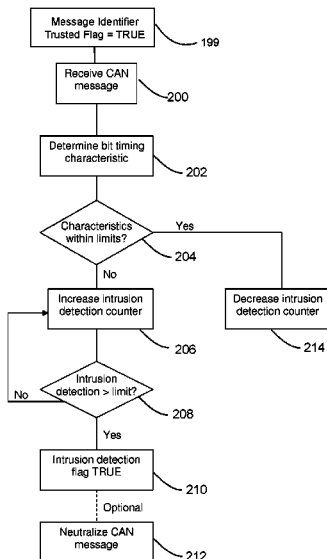 Message Identifier
Trusted Flag = TRUE
199
Receive CAN
message
200
Determine bit timing
characteristic
202
Characteristics
within limits?
Yes
204
No
Increase intrusion
detection counter
206
Decrease intrusion
detection counter
214
Intrusion
detection > limit?
No
208
Yes
Intrusion detection
flag TRUE
210
Optional
Neutralize CAN
message
212